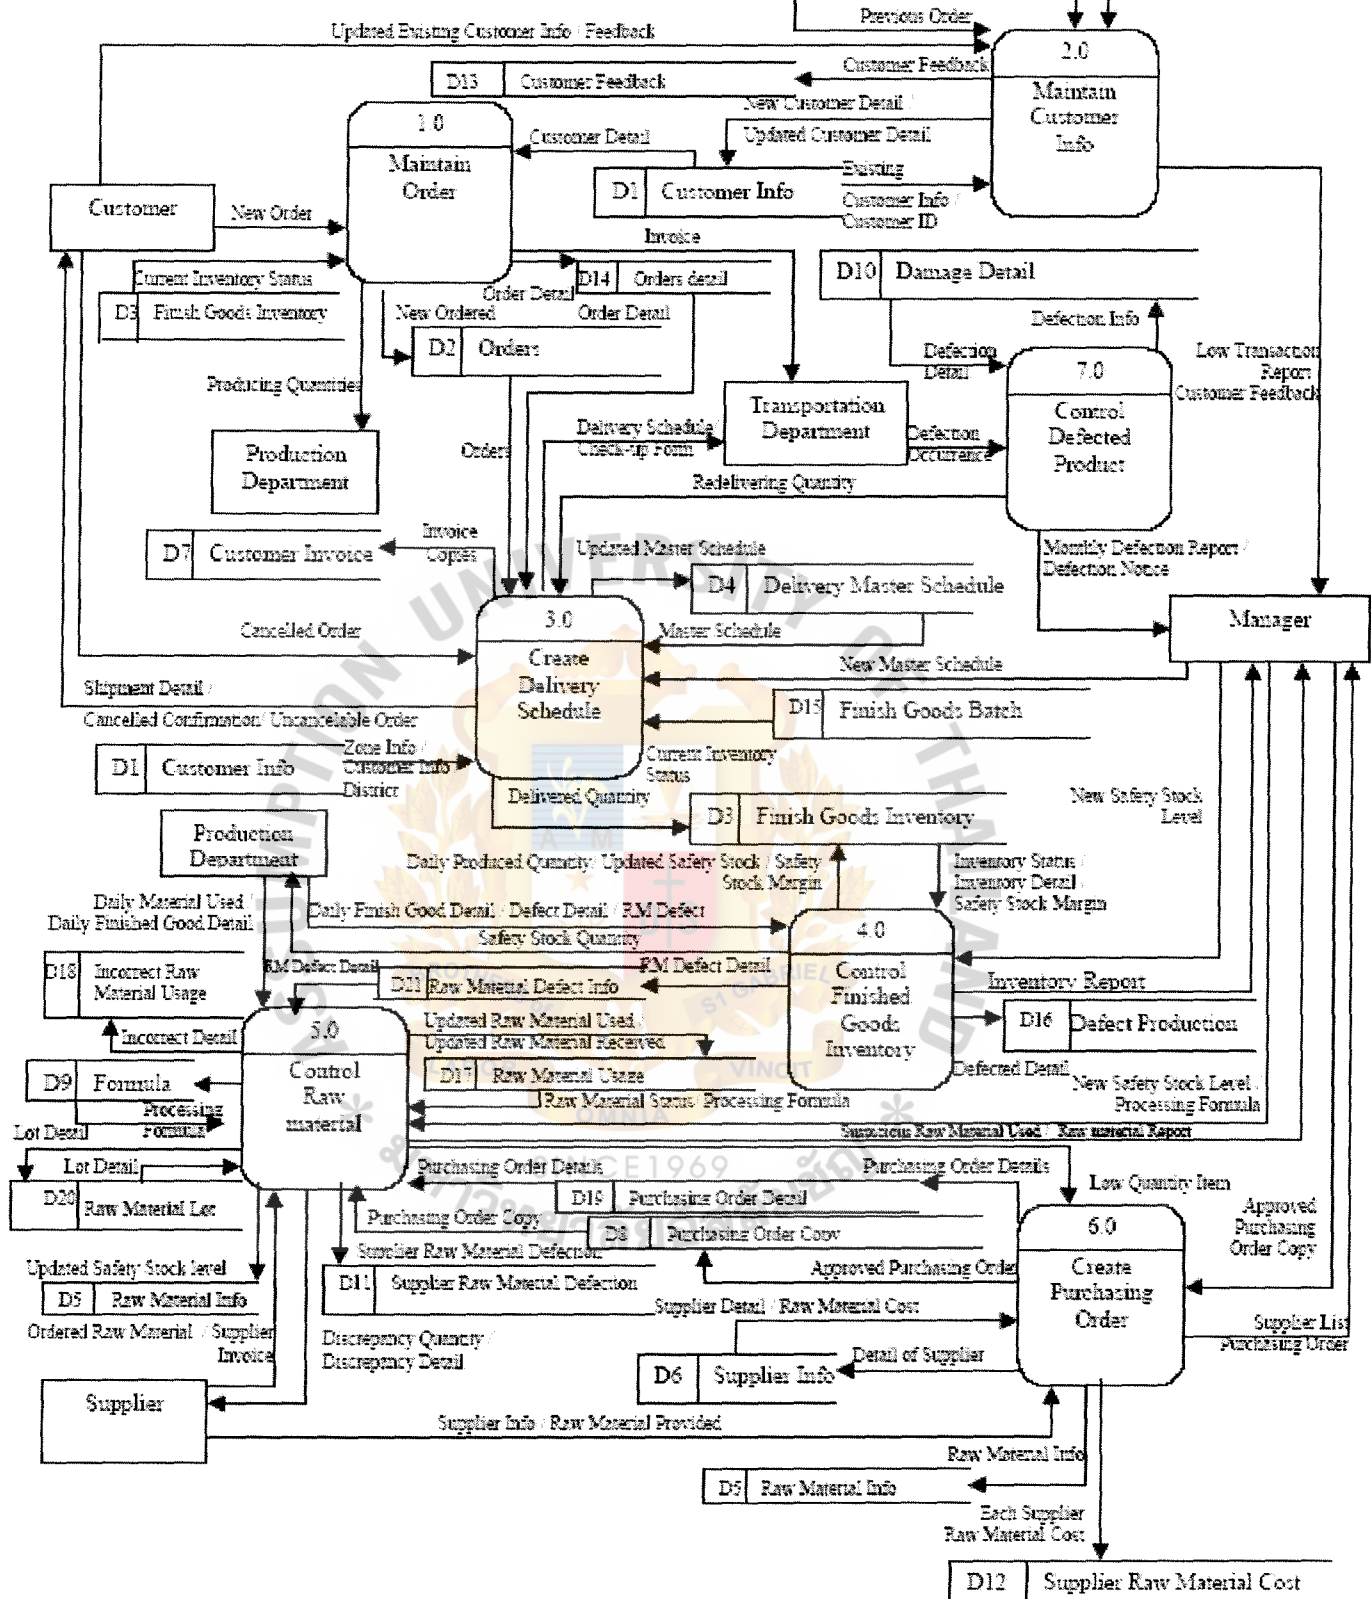 Previous Order
Updated Existing Customer Info / Feedback
2.0
Maintain
Customer
Info
Customer Feedback
D13 Customer Feedback
New Customer Detail /
Updated Customer Detail
1.0
Maintain
Order
Customer Detail
D1 Customer Info
Existing
Customer Info /
Customer ID
Customer
New Order
Invoice
Current Inventory Status
D3 Finish Goods Inventory
Order Detail
D14 Orders detail
D10 Damage Detail
New Ordered
Order Detail
D2 Orders
Defection Info
Defection
Detail
7.0
Control
Defected
Product
Low Transaction
Report
Customer Feedback
Producing Quantities
Production
Department
Transportation
Department
Orders
Delivery Schedule /
Check-up Form
Defection
Occurrence
Redelivering Quantity
D7 Customer Invoice
Invoice
Copies
Updated Master Schedule
D4 Delivery Master Schedule
Monthly Defection Report /
Defection Notice
Manager
3.0
Create
Delivery
Schedule
Cancelled Order
Master Schedule
New Master Schedule
Shipment Detail /
Cancelled Confirmation/ Uncancelable Order
D15 Finish Goods Batch
D1 Customer Info
Zone Info /
Customer Info
District
Current Inventory
Status
Delivered Quantity
D3 Finish Goods Inventory
New Safety Stock
Level
Production
Department
Daily Produced Quantity/ Updated Safety Stock / Safety
Stock Margin
Inventory Status /
Inventory Detail /
Safety Stock Margin
Daily Material Used /
Daily Finished Good Detail
Daily Finish Good Detail / Defect Detail / RM Defect
Safety Stock Quantity
4.0
Control
Finished
Goods
Inventory
D18 Incorrect Raw
Material Usage
RM Defect Detail
RM Defect Detail
D21 Raw Material Defect Info
Inventory Report
D16 Defect Production
Defected Detail
5.0
Control
Raw
material
Incorrect Detail
Updated Raw Material Used /
Updated Raw Material Received
D17 Raw Material Usage
Raw Material Status/ Processing Formula
D9 Formula
Processing
Formula
New Safety Stock Level /
Processing Formula
Suspicious Raw Material Used / Raw material Report
Lot Detail
Lot Detail
D20 Raw Material Lot
Purchasing Order Details
Purchasing Order Details
D19 Purchasing Order Detail
Low Quantity Item
Purchasing Order Copy
D8 Purchasing Order Copy
6.0
Create
Purchasing
Order
Approved
Purchasing
Order Copy
Supplier Raw Material Defection
D11 Supplier Raw Material Defection
Approved Purchasing Order
Updated Safety Stock level
D5 Raw Material Info
Supplier Detail / Raw Material Cost
Ordered Raw Material / Supplier
Invoice
Discrepancy Quantity /
Discrepancy Detail
Supplier List
Purchasing Order
D6 Supplier Info
Detail of Supplier
Supplier
Supplier Info / Raw Material Provided
Raw Material Info
D5 Raw Material Info
Each Supplier
Raw Material Cost
D12 Supplier Raw Material Cost
ASSUMPTION UNIVERSITY OF THAILAND
A M
D S
ST GABRIEL
VINCIT
OMNIA
SINCE 1969